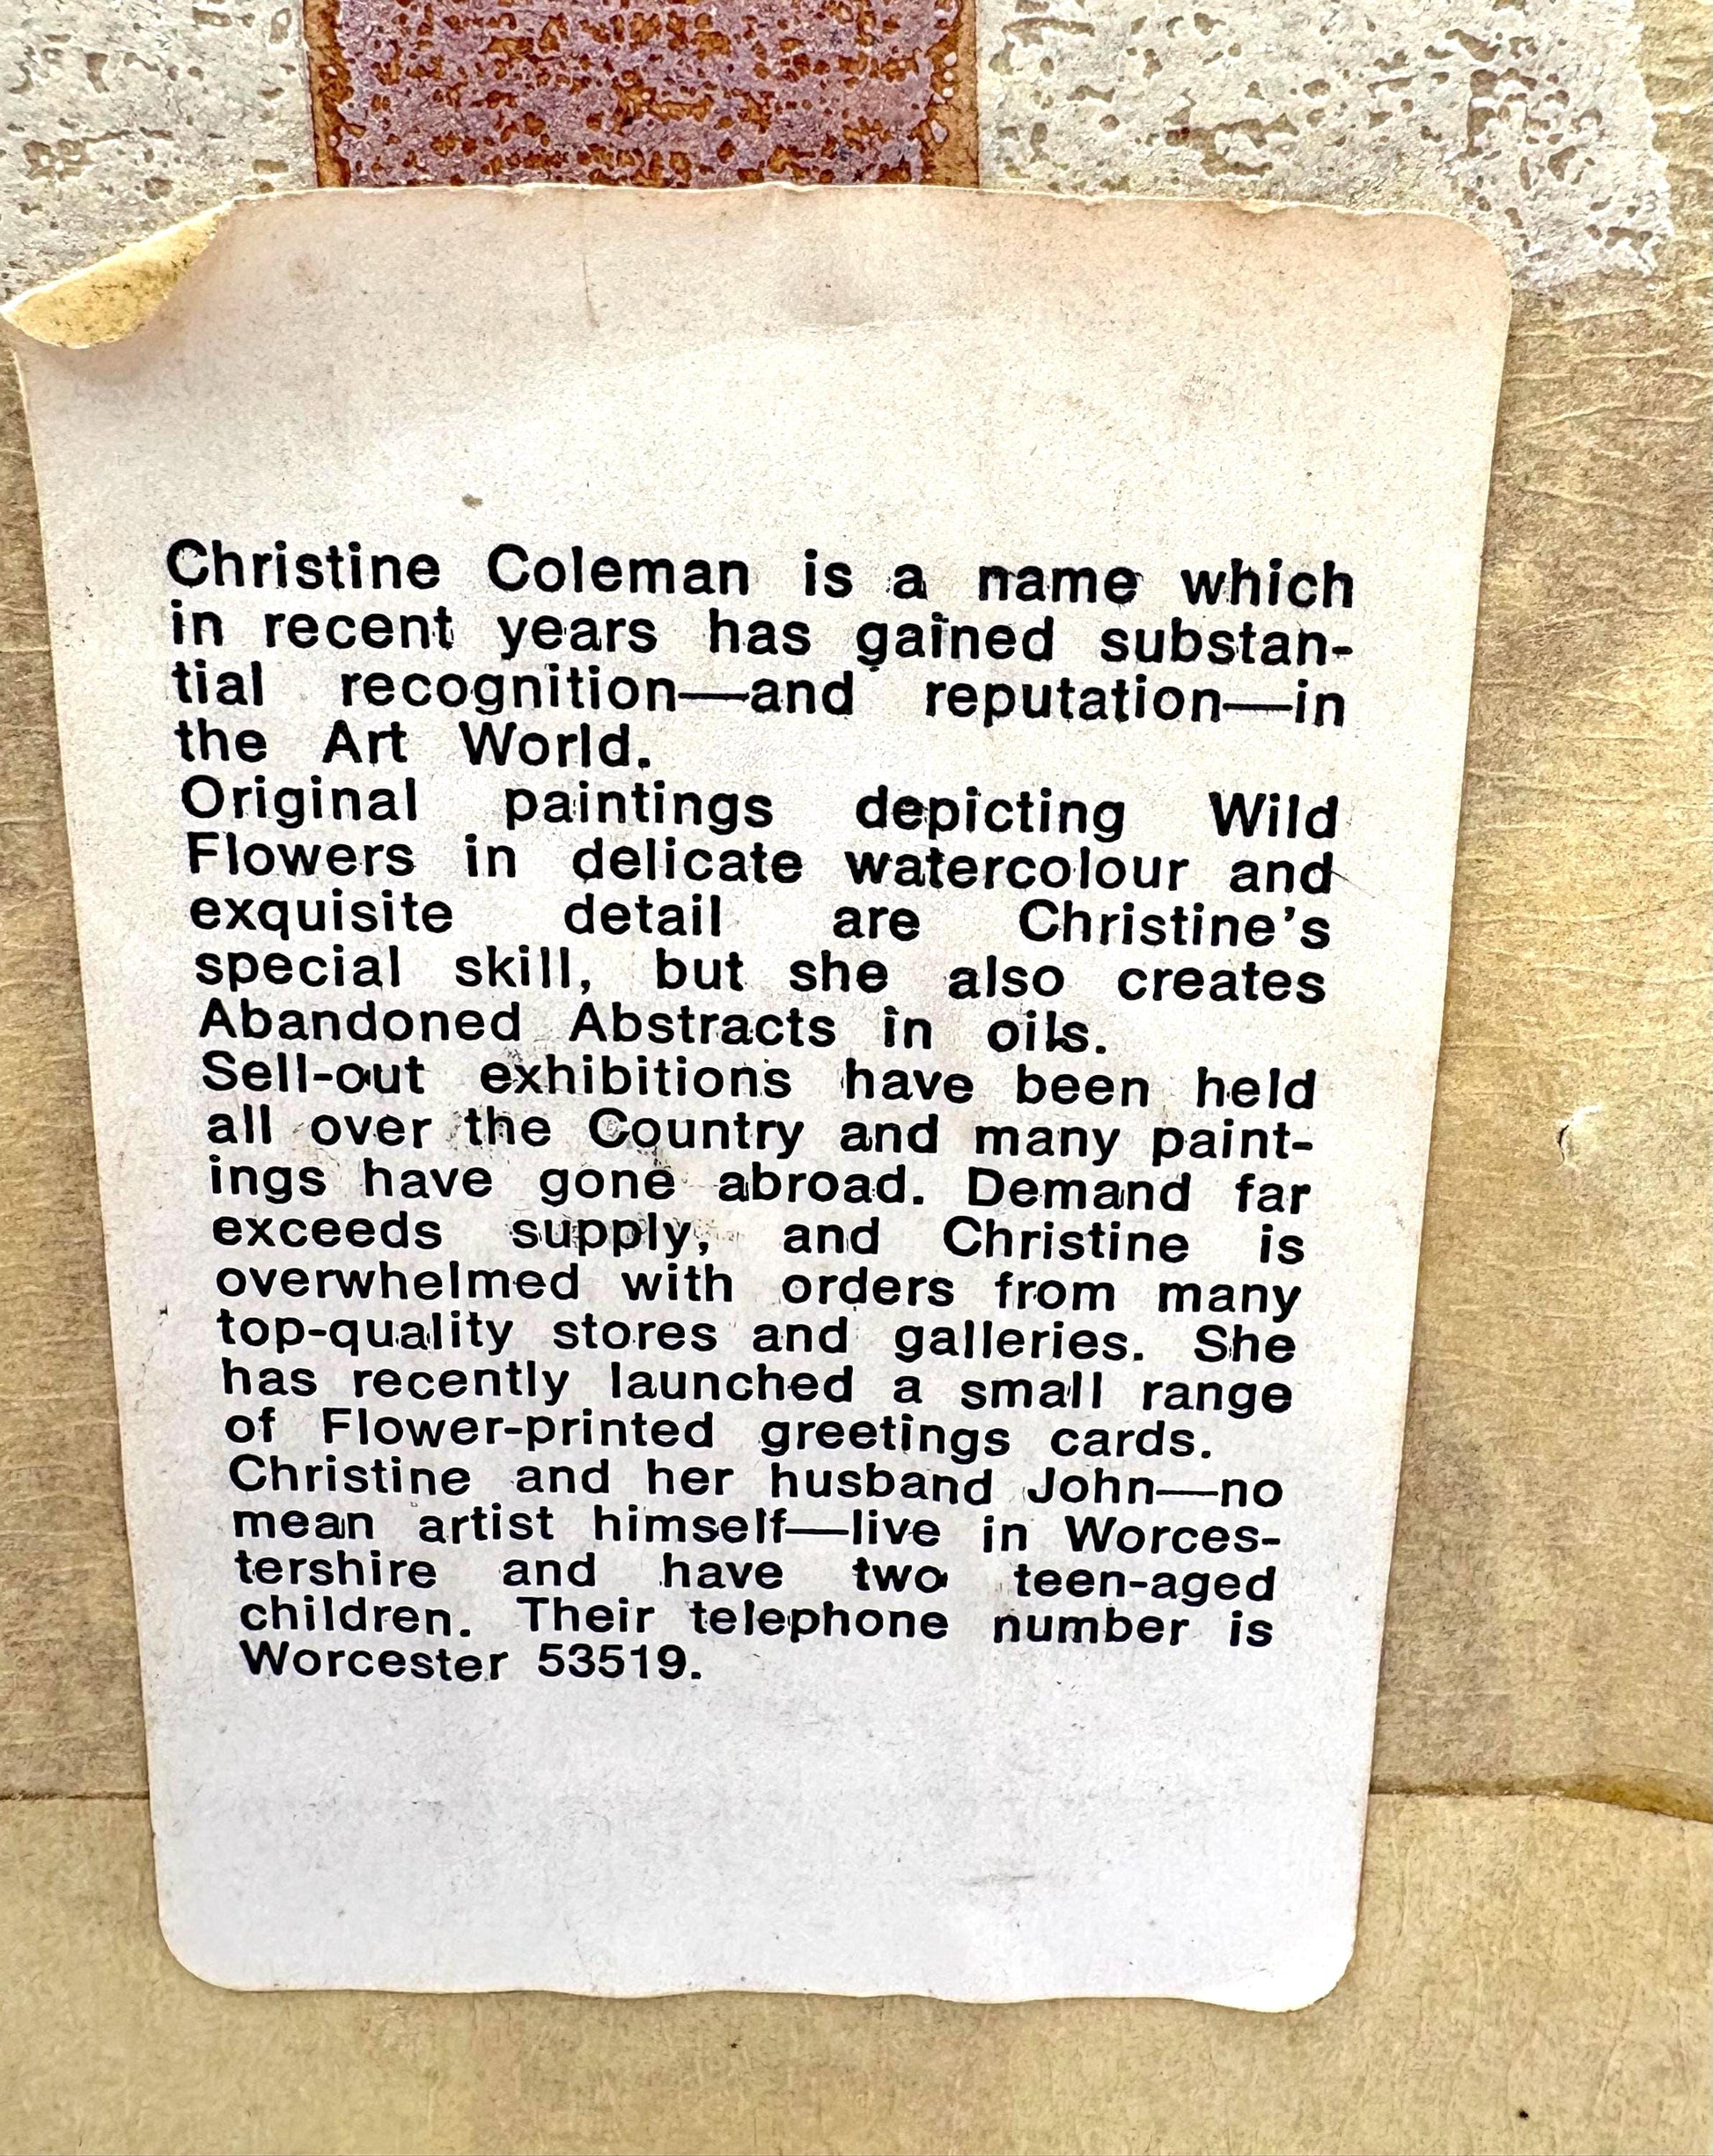 Christine Coleman is a name which
in recent years has gained substan-
tial recognition—and reputation—in
the Art World.
Original paintings depicting Wild
Flowers in delicate watercolour and
exquisite detail are Christine's
special skill, but she also creates
Abandoned Abstracts in oils.
Sell-out exhibitions have been held
all over the Country and many paint-
ings have gone abroad. Demand far
exceeds supply, and Christine is
overwhelmed with orders from many
top-quality stores and galleries. She
has recently launched a small range
of Flower-printed greetings cards.
Christine and her husband John—no
mean artist himself—live in Worces-
tershire and have two teen-aged
children. Their telephone number is
Worcester 53519.